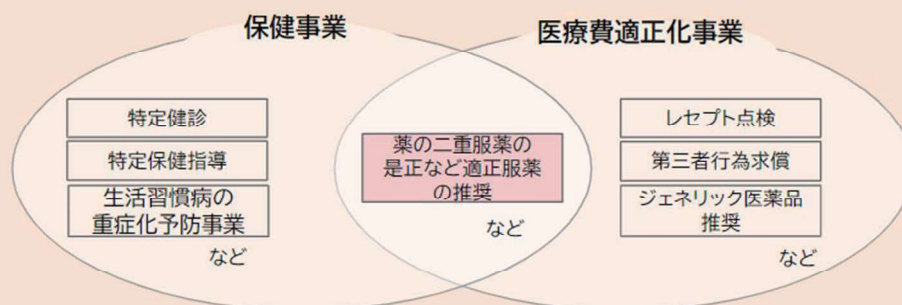 保健事業
医療費適正化事業
特定健診
特定保健指導
生活習慣病の
重症化予防事業
など
薬の二重服薬の
是正など適正服薬
の推奨
など
レセプト点検
第三者行為求償
ジェネリック医薬品
推奨
など